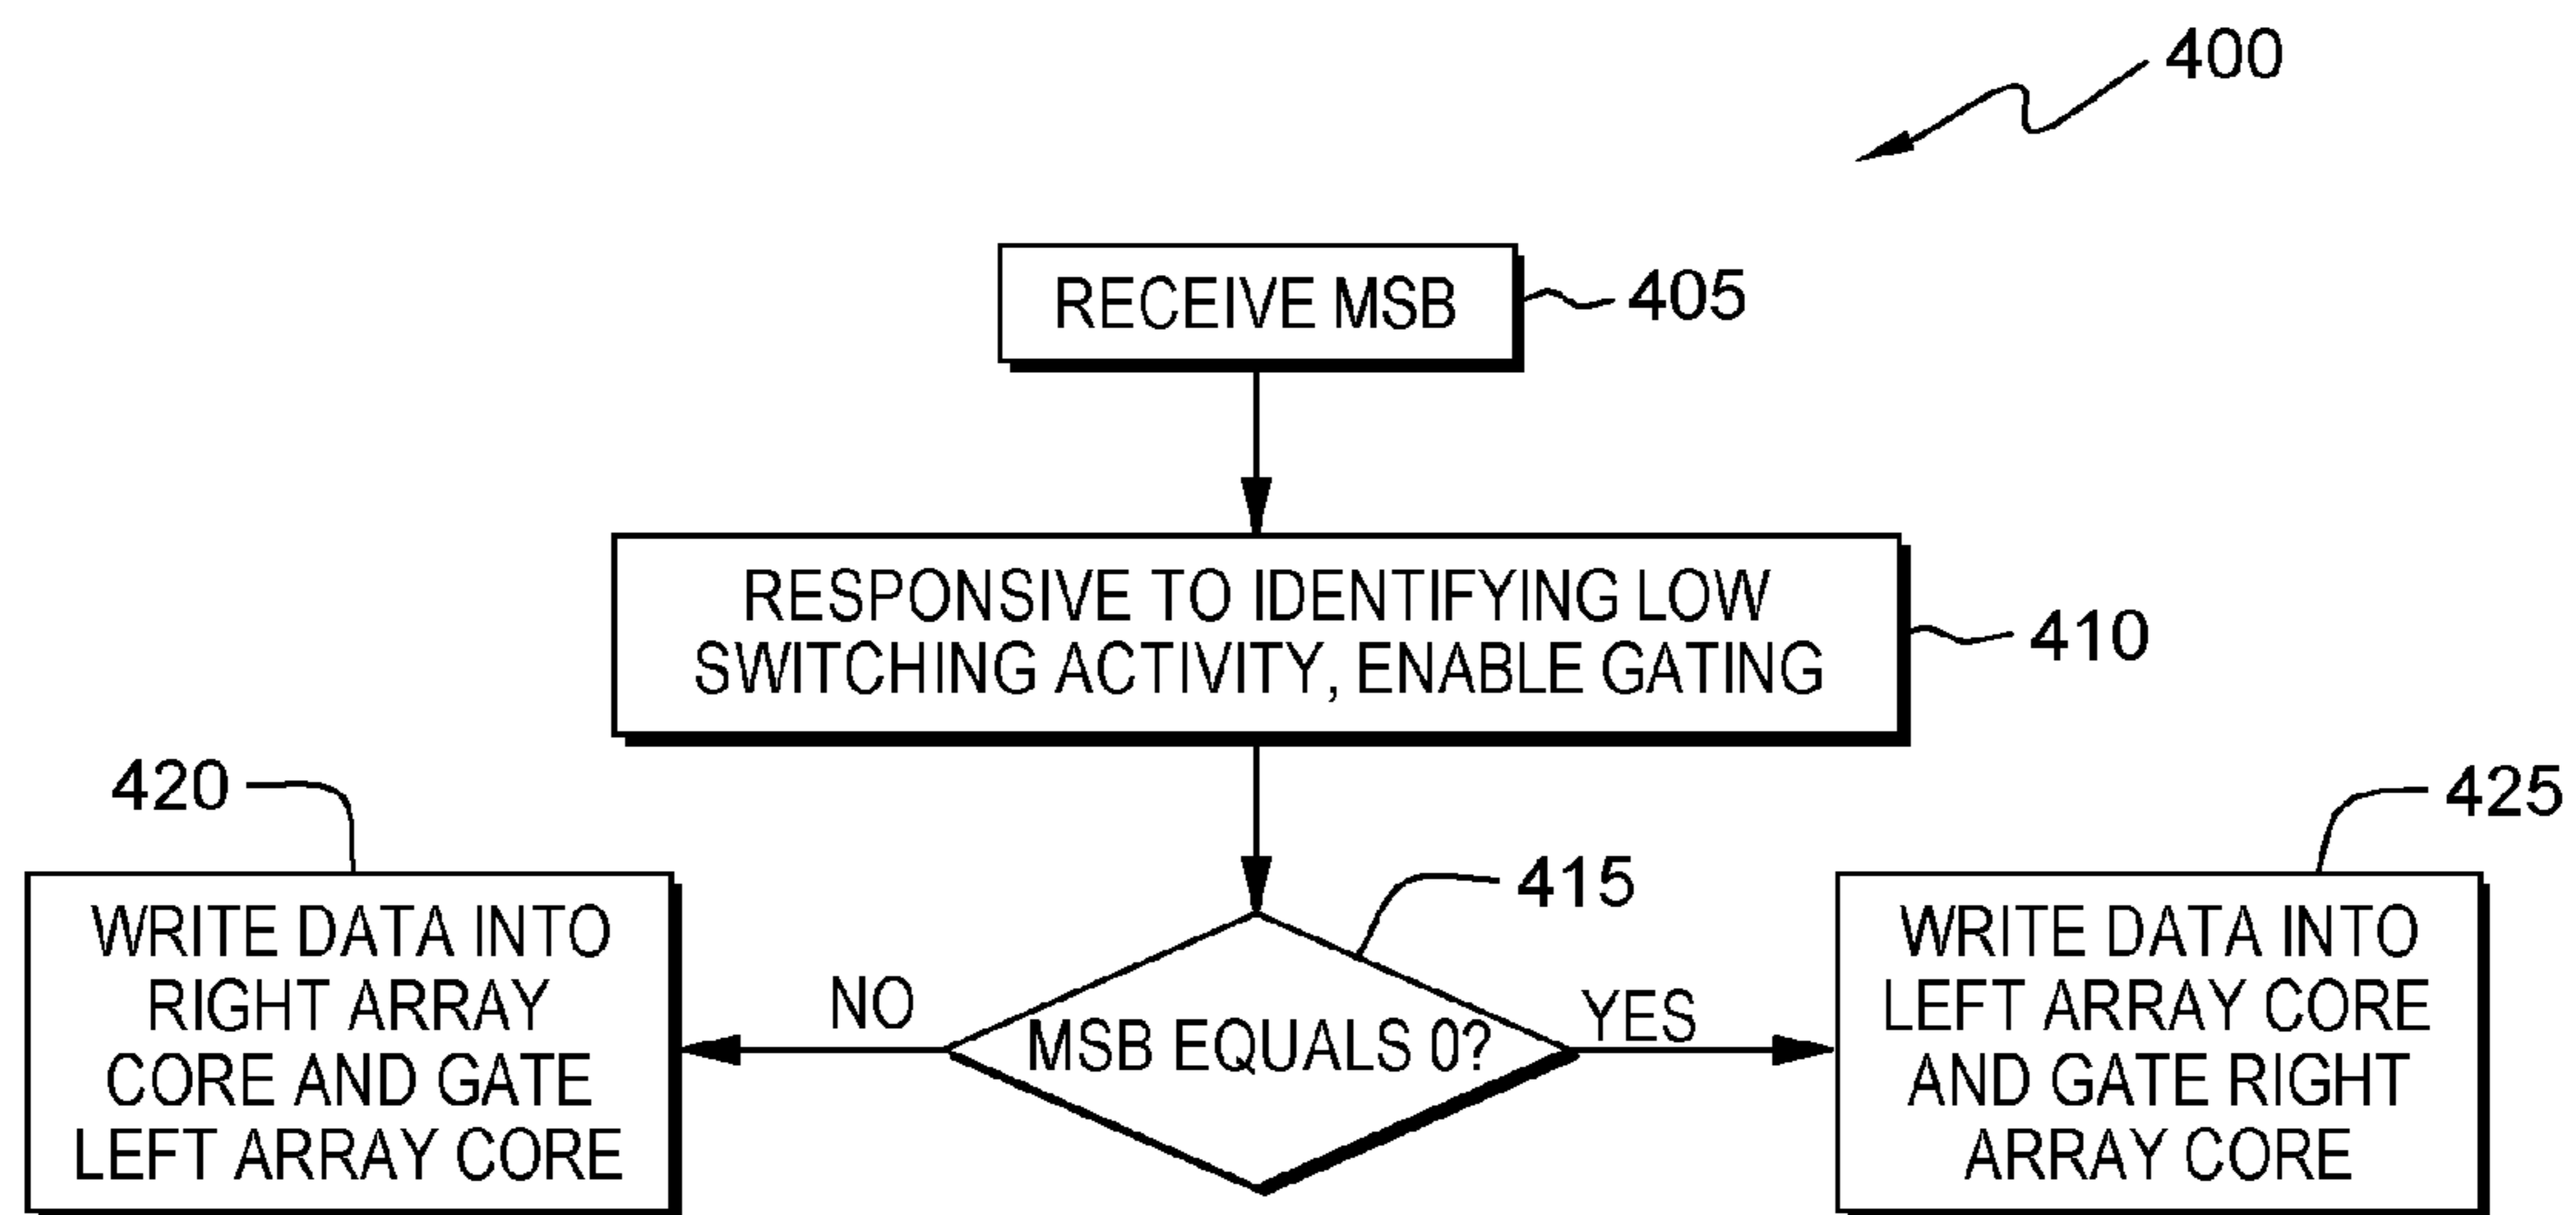 400
RECEIVE MSB
405
RESPONSIVE TO IDENTIFYING LOW
SWITCHING ACTIVITY, ENABLE GATING
410
420
WRITE DATA INTO
RIGHT ARRAY
CORE AND GATE
LEFT ARRAY CORE
NO
415
MSB EQUALS 0?
YES
425
WRITE DATA INTO
LEFT ARRAY CORE
AND GATE RIGHT
ARRAY CORE